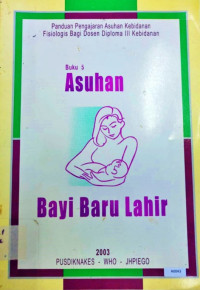 Panduan Pengajaran Asuhan Kebidanan
Fisiologis Bagi Dosen Diploma III Kebidanan
Buku 5
Asuhan
Bayi Baru Lahir
2003
PUSDIKNAKES - WHO - JHPIEGO